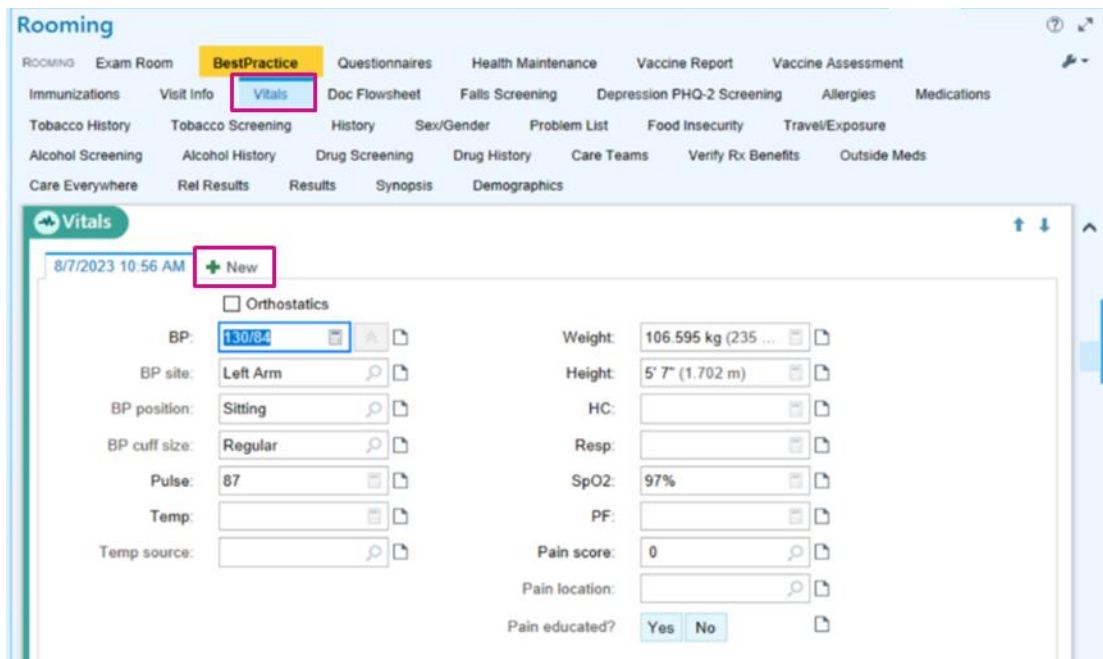 Rooming
ROOMING Exam Room BestPractice Questionnaires Health Maintenance Vaccine Report Vaccine Assessment
Immunizations Visit Info Vitals Doc Flowsheet Falls Screening Depression PHQ-2 Screening Allergies Medications
Tobacco History Tobacco Screening History Sex/Gender Problem List Food Insecurity Travel/Exposure
Alcohol Screening Alcohol History Drug Screening Drug History Care Teams Verify Rx Benefits Outside Meds
Care Everywhere Rel Results Results Synopsis Demographics
Vitals
8/7/2023 10:56 AM New
Orthostatics
BP: 130/84 Weight: 106.595 kg (235 ...
BP site: Left Arm Height: 5' 7" (1.702 m)
BP position: Sitting HC:
BP cuff size: Regular Resp:
Pulse: 87 SpO2: 97%
Temp: PF:
Temp source: Pain score: 0
Pain location:
Pain educated? Yes No